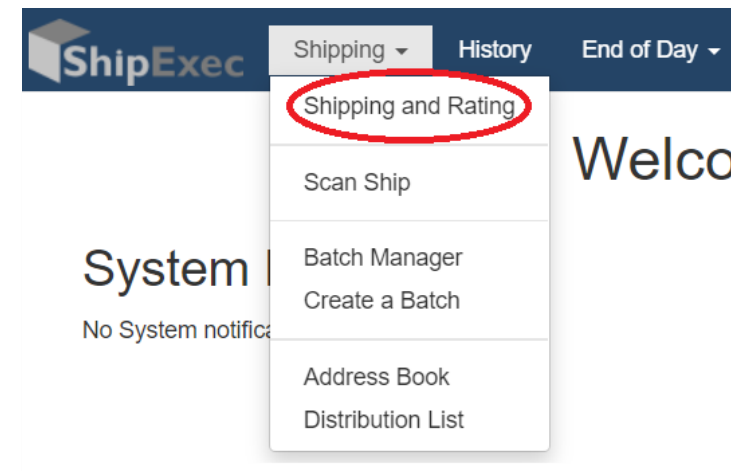 ShipExec
Shipping
History
End of Day
Shipping and Rating
Scan Ship
Batch Manager
Create a Batch
Address Book
Distribution List
Welco
System
No System notifica